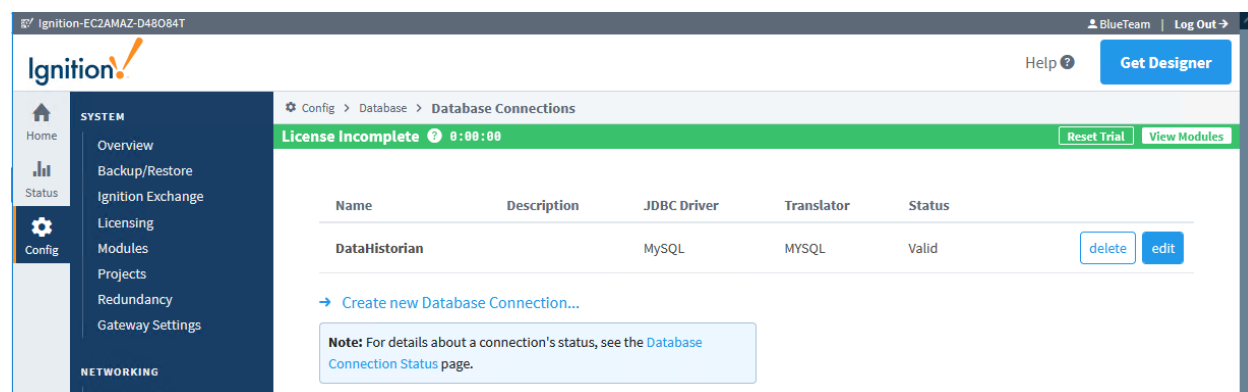 Ignition-EC2AMAZ-D48O84T
BlueTeam | Log Out →
Ignition!
Help ?
Get Designer
Home
Status
Config
SYSTEM
Overview
Backup/Restore
Ignition Exchange
Licensing
Modules
Projects
Redundancy
Gateway Settings
NETWORKING
Config > Database > Database Connections
License Incomplete ? 0:00:00
Reset Trial View Modules
Name Description JDBC Driver Translator Status
DataHistorian MySQL MYSQL Valid delete edit
→ Create new Database Connection...
Note: For details about a connection's status, see the Database
Connection Status page.